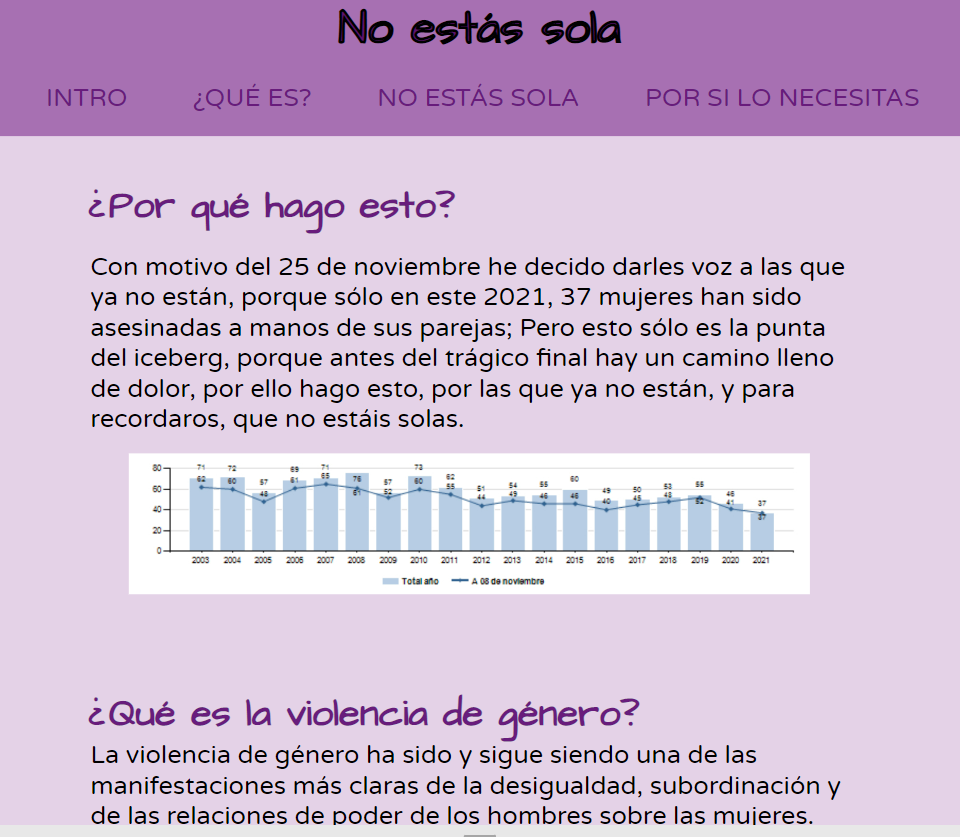 No estás sola
INTRO ¿QUÉ ES? NO ESTÁS SOLA POR SI LO NECESITAS
¿Por qué hago esto?
Con motivo del 25 de noviembre he decido darles voz a las que
ya no están, porque sólo en este 2021, 37 mujeres han sido
asesinadas a manos de sus parejas; Pero esto sólo es la punta
del iceberg, porque antes del trágico final hay un camino lleno
de dolor, por ello hago esto, por las que ya no están, y para
recordaros, que no estáis solas.
80 60 40 20 0
71 72 57 69 71 76 57 73 62 51 54 55 60 49 50 53 55 46 37
62 60 48 61 65 61 52 60 55 44 49 46 46 40 45 48 52 41 37
2003 2004 2005 2006 2007 2008 2009 2010 2011 2012 2013 2014 2015 2016 2017 2018 2019 2020 2021
Total año A 08 de noviembre
¿Qué es la violencia de género?
La violencia de género ha sido y sigue siendo una de las
manifestaciones más claras de la desigualdad, subordinación y
de las relaciones de poder de los hombres sobre las mujeres.